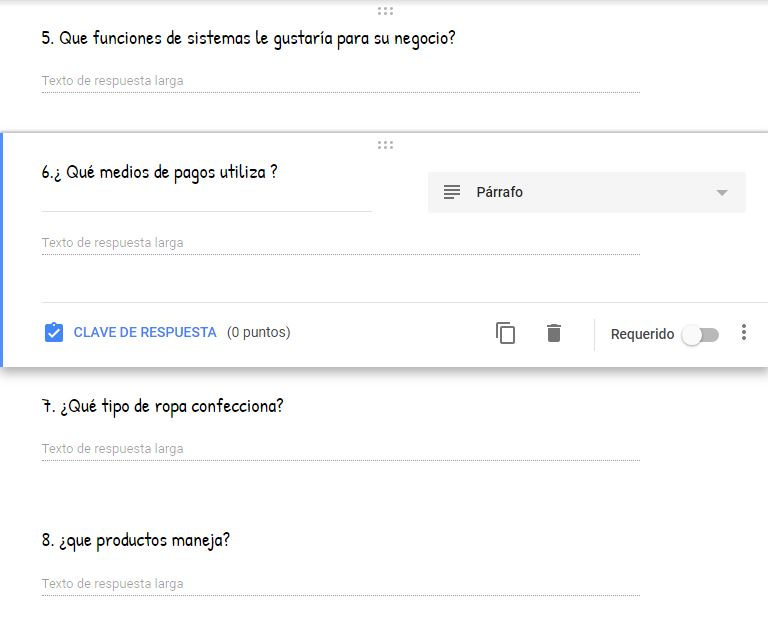 5. Que funciones de sistemas le gustaría para su negocio?
Texto de respuesta larga
6.¿ Qué medios de pagos utiliza ?
Párrafo
Texto de respuesta larga
CLAVE DE RESPUESTA (0 puntos)
Requerido
7. ¿Qué tipo de ropa confecciona?
Texto de respuesta larga
8. ¿que productos maneja?
Texto de respuesta larga